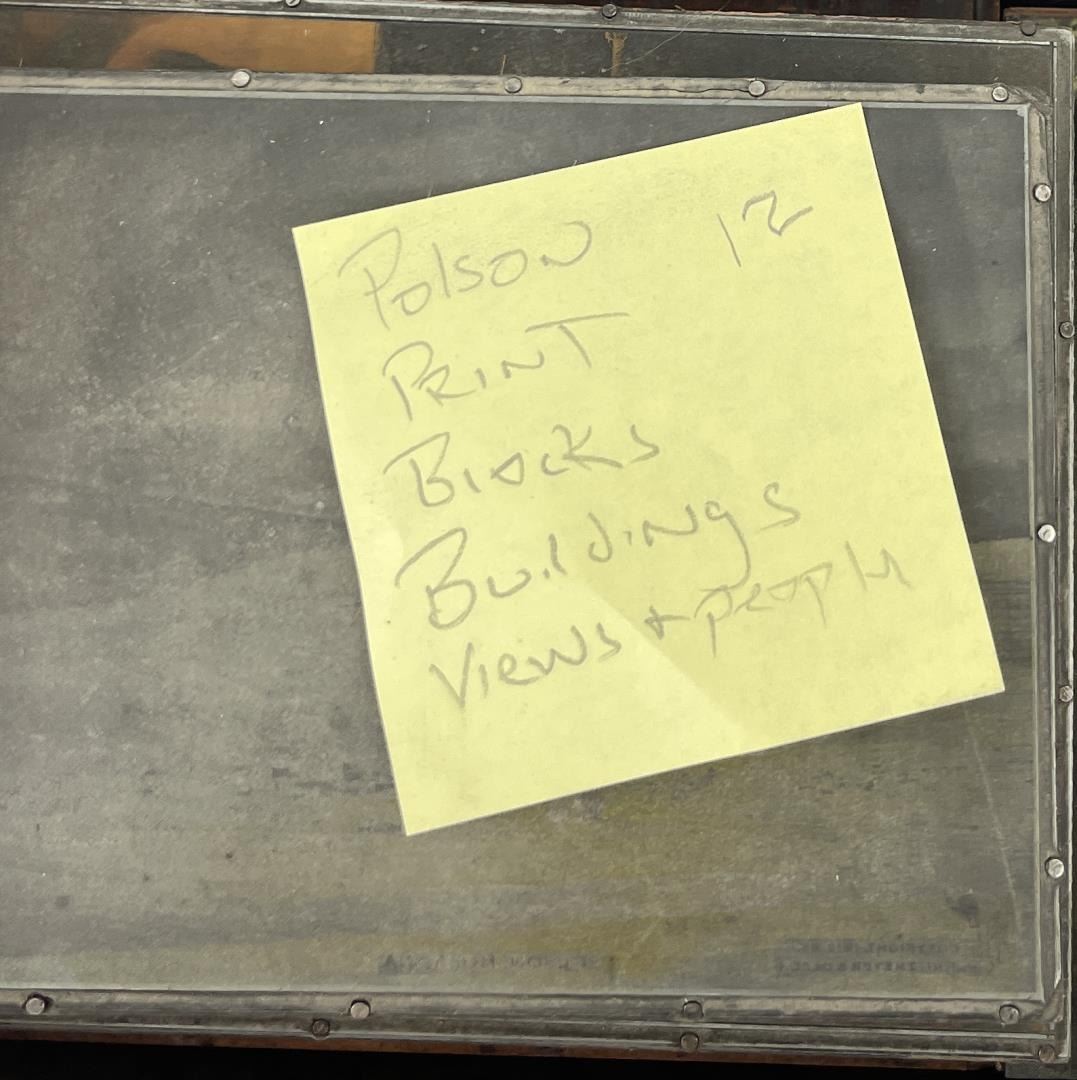 Polson 12
PRINT
Blocks
Buildings
Views + people